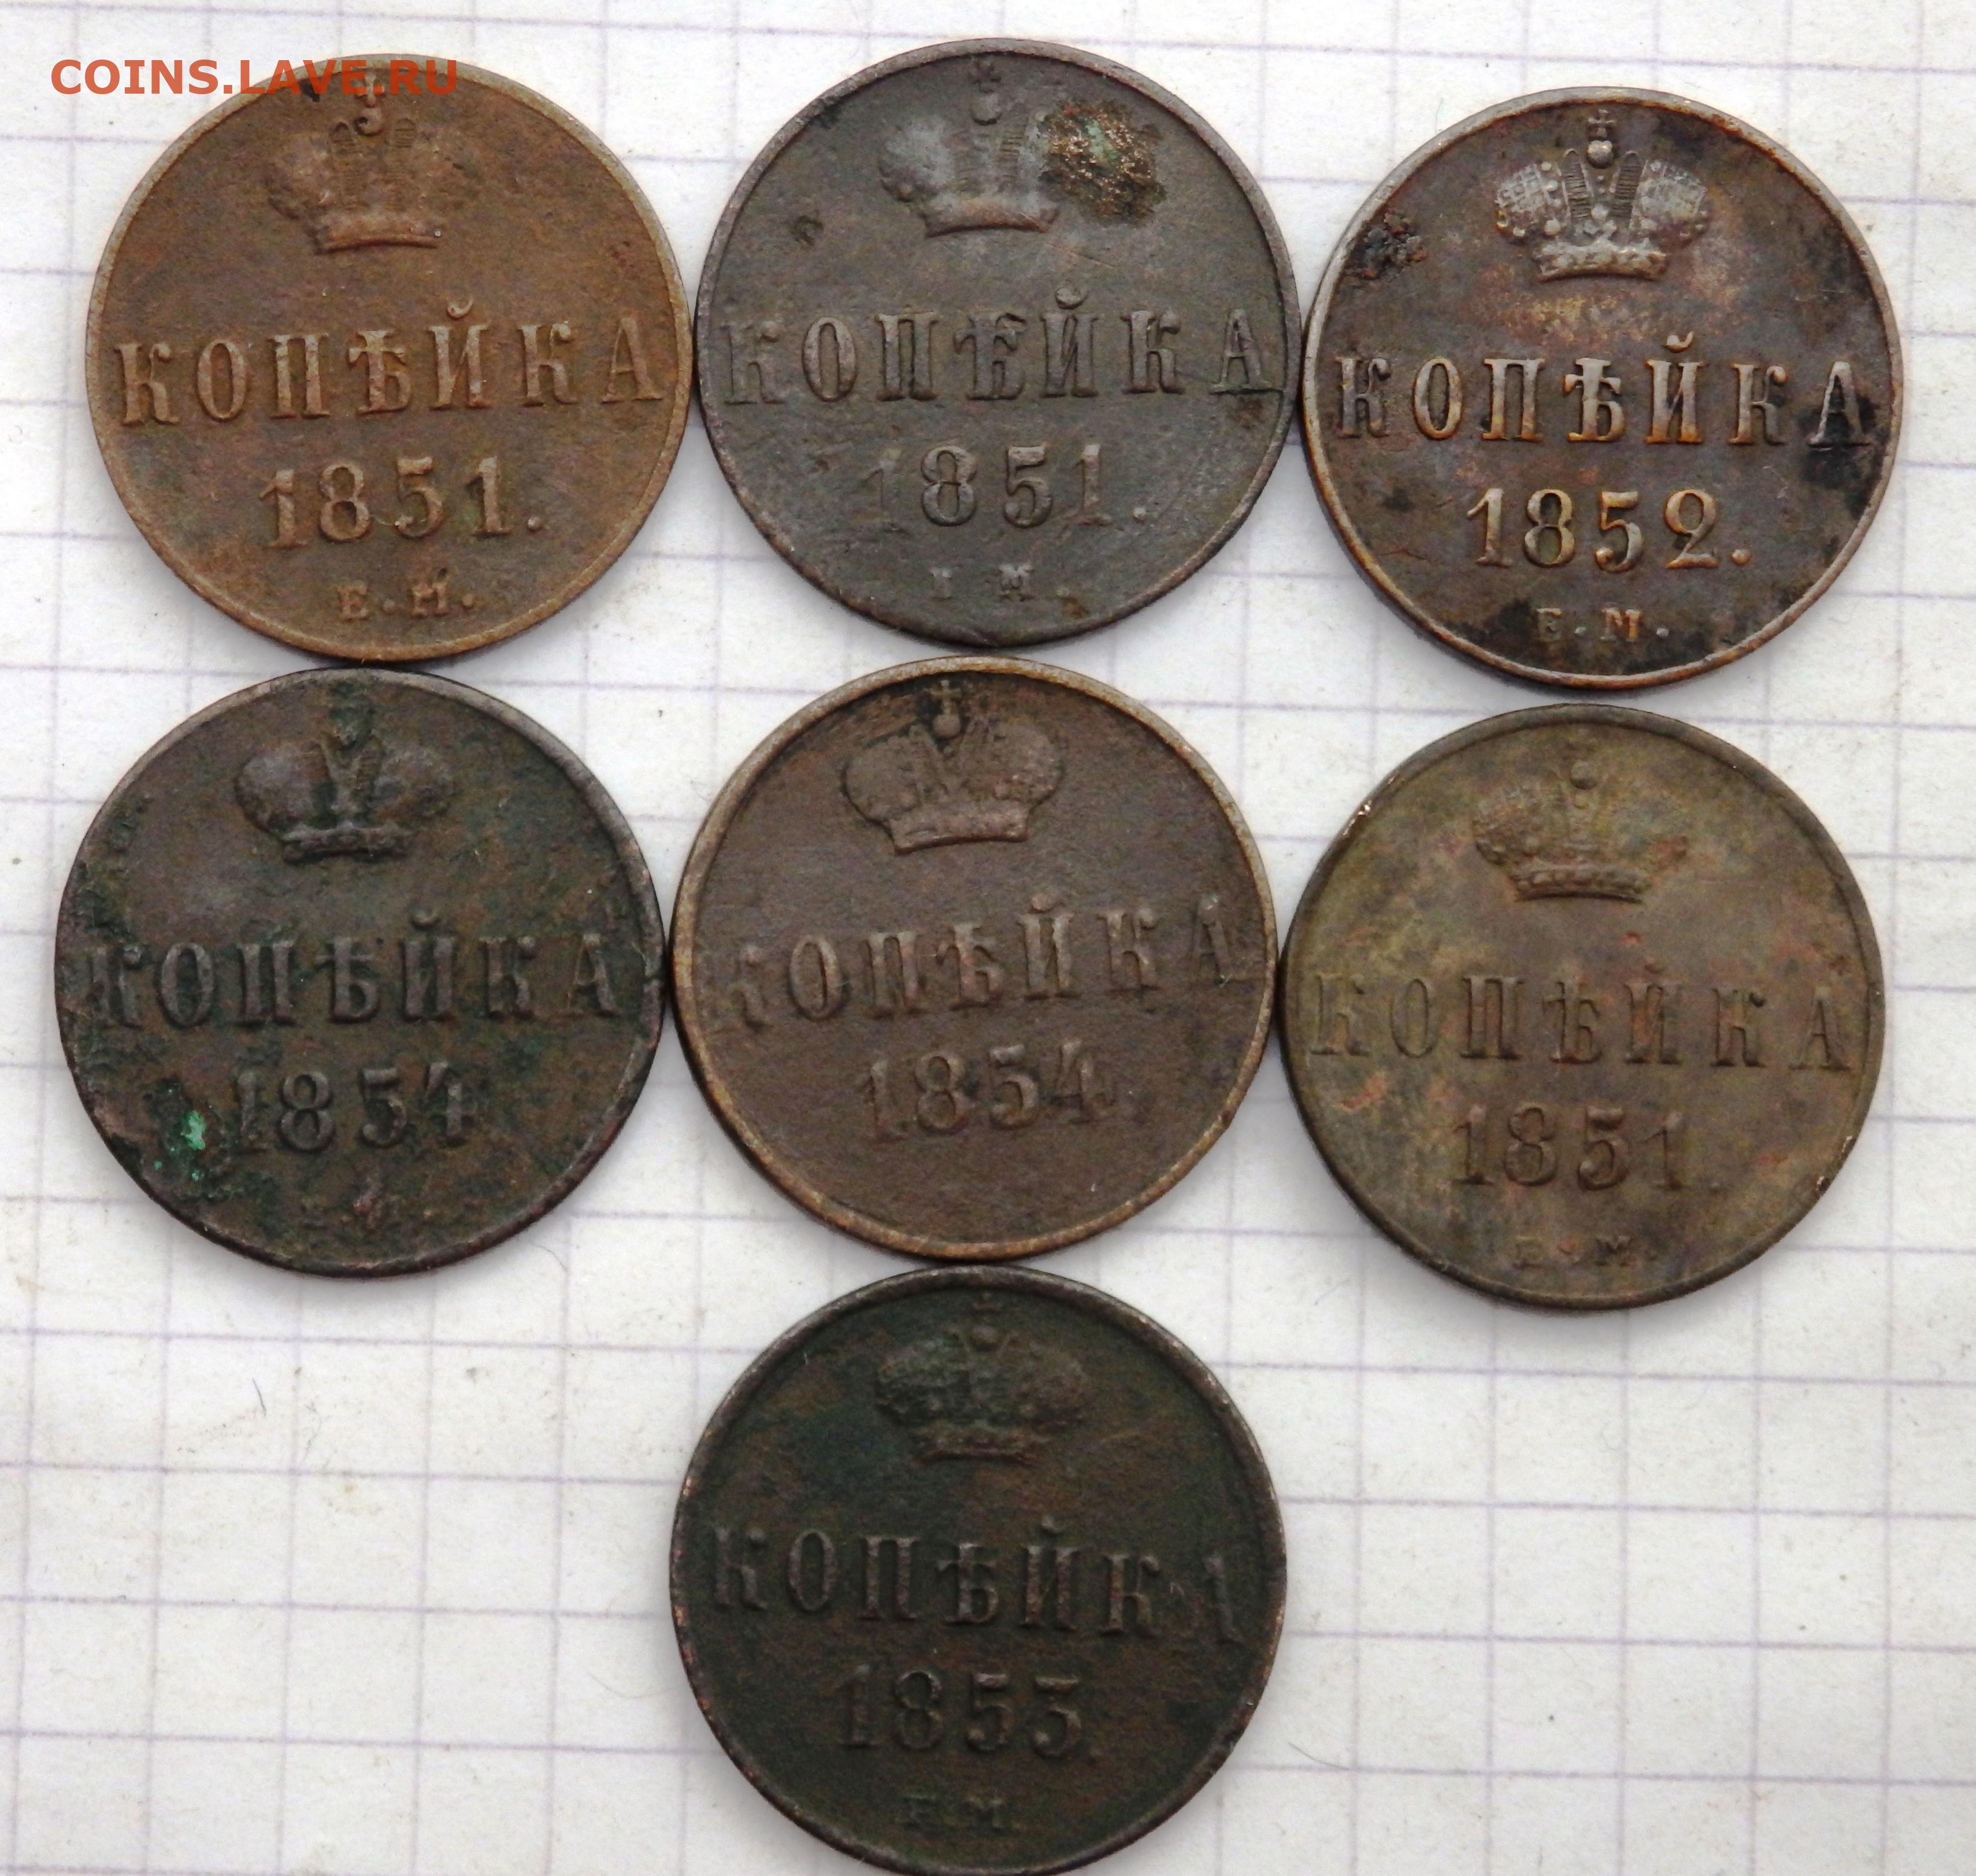 COINS.LAVE.RU
КОПѢЙКА
1851.
Е.М.
КОПѢЙКА
1851.
М.
КОПѢЙКА
1852.
Е.М.
КОПѢЙКА
1854
КОПѢЙКА
1854.
КОПѢЙКА
1851.
Е.М.
КОПѢЙКА
1853.
Е.М.